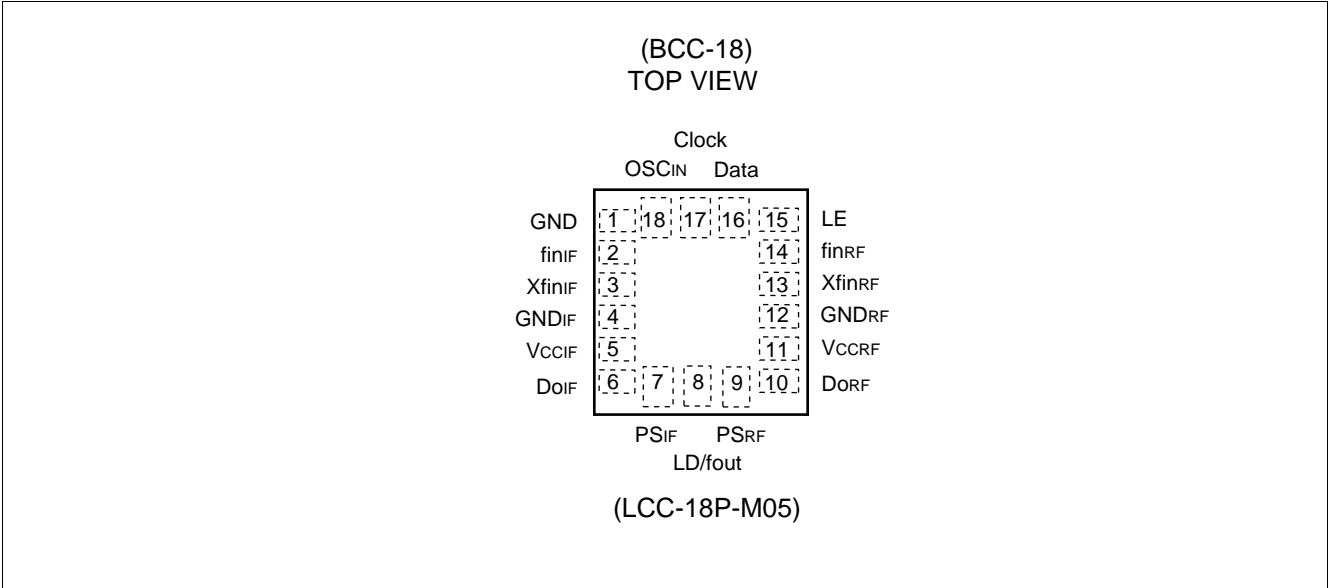 (BCC-18)
TOP VIEW
Clock
OSCIN Data
GND 1 18 17 16 15 LE
finIF 2 14 finRF
XfinIF 3 13 XfinRF
GNDIF 4 12 GNDRF
VCCIF 5 11 VCCRF
DoIF 6 7 8 9 10 DoRF
PSIF PSRF
LD/fout
(LCC-18P-M05)